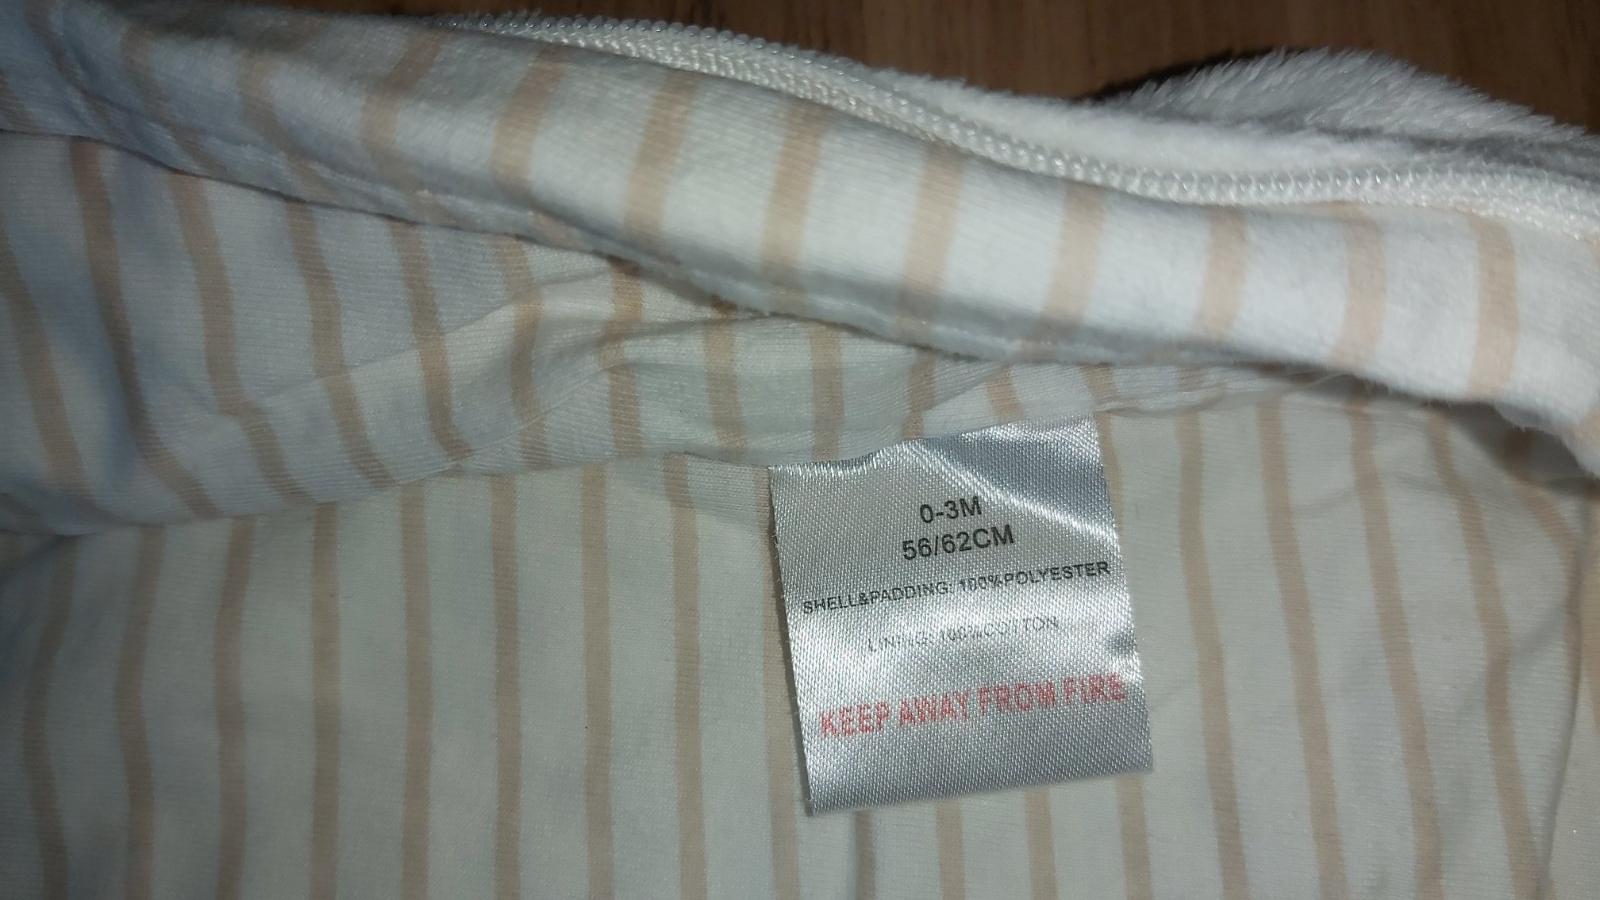 0-3M
56/62CM
SHELL&PADDING: 100%POLYESTER
LINING: 100%COTTON
KEEP AWAY FROM FIRE